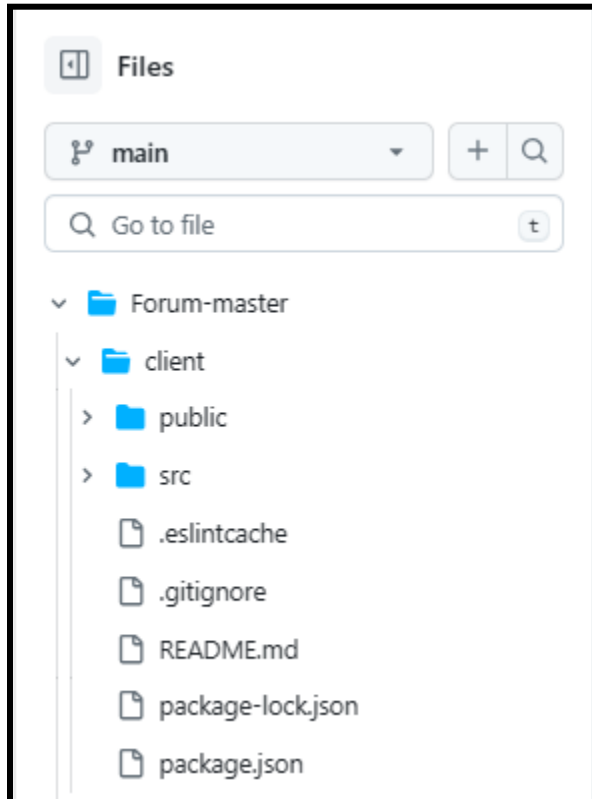 Files
main
Go to file
t
Forum-master
client
public
src
.eslintcache
.gitignore
README.md
package-lock.json
package.json